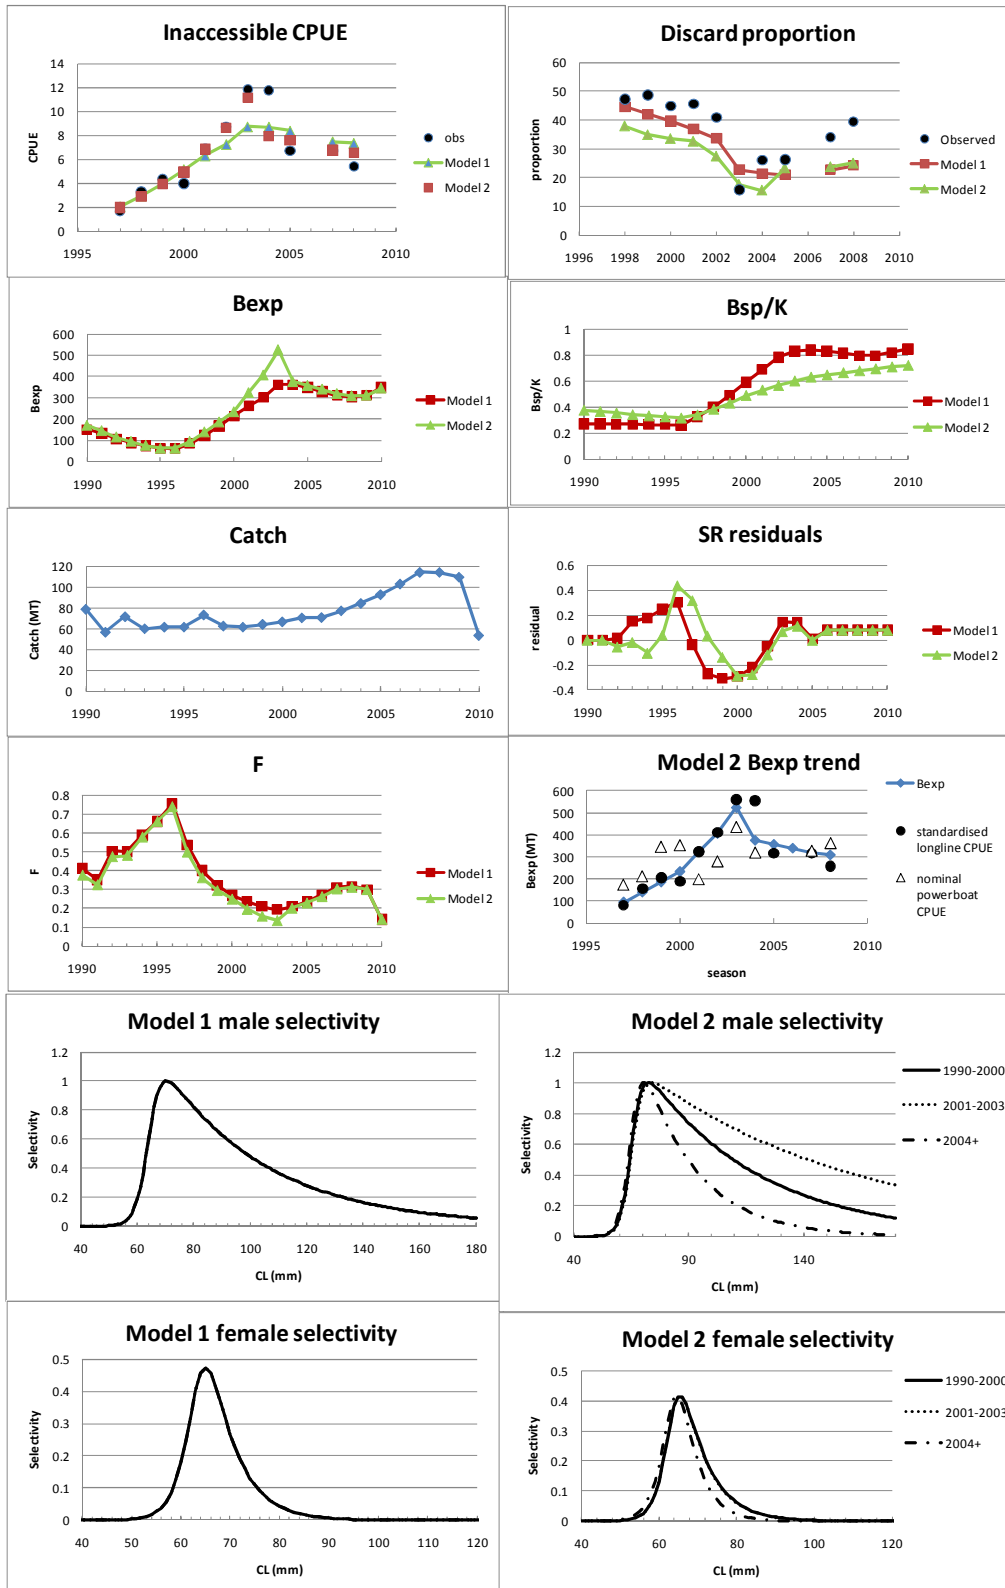 Inaccessible CPUE
CPUE
14
12
10
8
6
4
2
0
1995 2000 2005 2010
obs
Model 1
Model 2
Discard proportion
proportion
60
50
40
30
20
10
0
1996 1998 2000 2002 2004 2006 2008 2010
Observed
Model 1
Model 2
Bexp
Bexp
600
500
400
300
200
100
0
1990 1995 2000 2005 2010
Model 1
Model 2
Bsp/K
Bsp/K
1
0.8
0.6
0.4
0.2
0
1990 1995 2000 2005 2010
Model 1
Model 2
Catch
Catch (MT)
120
100
80
60
40
20
0
1990 1995 2000 2005 2010
SR residuals
residual
0.6
0.4
0.2
0
-0.2
-0.4
1990 1995 2000 2005 2010
Model 1
Model 2
F
F
0.8
0.7
0.6
0.5
0.4
0.3
0.2
0.1
0
1990 1995 2000 2005 2010
Model 1
Model 2
Model 2 Bexp trend
Bexp (MT)
600
500
400
300
200
100
0
1995 2000 2005 2010
season
Bexp
standardised
longline CPUE
nominal
powerboat
CPUE
Model 1 male selectivity
Selectivity
1.2
1
0.8
0.6
0.4
0.2
0
40 60 80 100 120 140 160 180
CL (mm)
Model 2 male selectivity
Selectivity
1.2
1
0.8
0.6
0.4
0.2
0
40 90 140
CL (mm)
1990-2000
2001-2003
2004+
Model 1 female selectivity
Selectivity
0.5
0.4
0.3
0.2
0.1
0
40 50 60 70 80 90 100 110 120
CL (mm)
Model 2 female selectivity
Selectivity
0.5
0.4
0.3
0.2
0.1
0
40 60 80 100 120
CL (mm)
1990-2000
2001-2003
2004+